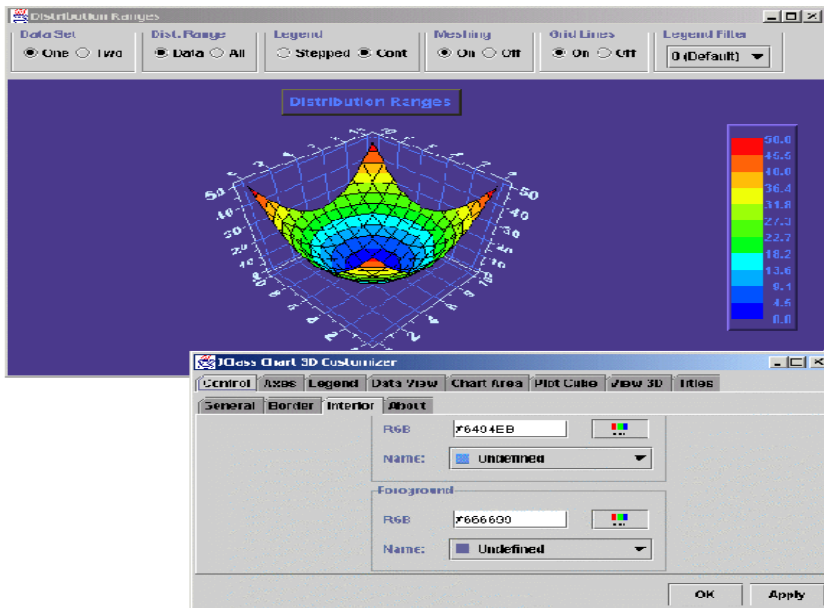 Distribution Ranges
Data Set
Dist. Range
Legend
Meshing
Grid Lines
Legend Filter
One Two
Data All
Stepped Cont
On Off
On Off
0 (Default)
Distribution Ranges
50 40 30 20 10
50 40 30 20 10
50.0
45.5
40.0
36.4
31.8
27.3
22.7
18.2
13.6
9.1
4.5
0.0
JClass Chart 3D Customizer
Control Axes Legend Data View Chart Area Plot Cube View 3D Titles
General Border Interior About
RGB
Name: Undefined
Foreground
RGB
Name: Undefined
OK Apply